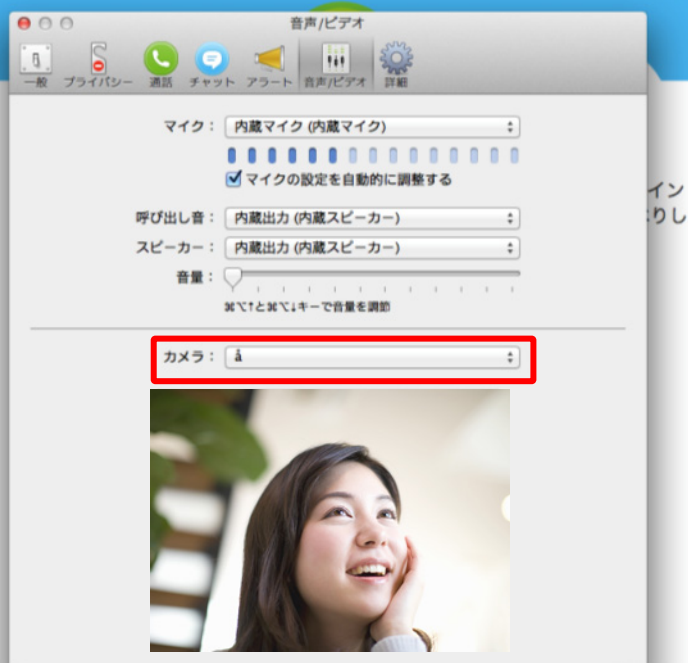 音声/ビデオ
一般 プライバシー 通話 チャット アラート 音声/ビデオ 詳細
マイク： 内蔵マイク (内蔵マイク)
マイクの設定を自動的に調整する
イン
りし
呼び出し音： 内蔵出力 (内蔵スピーカー)
スピーカー： 内蔵出力 (内蔵スピーカー)
音量：
⌘⌥↑と⌘⌥↓キーで音量を調節
カメラ： å